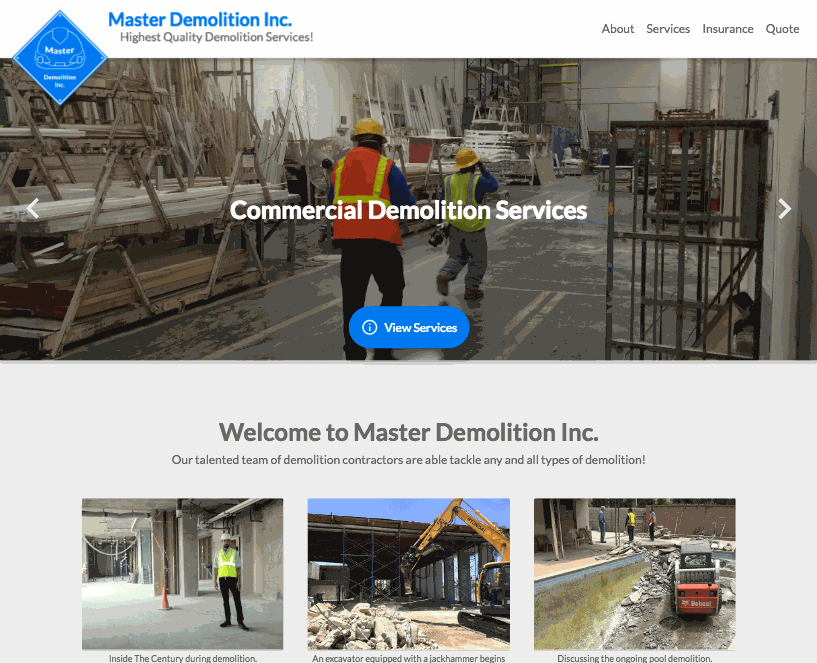 Master Demolition Inc.
Highest Quality Demolition Services!
About Services Insurance Quote
Master
Demolition
Inc.
Commercial Demolition Services
View Services
Welcome to Master Demolition Inc.
Our talented team of demolition contractors are able tackle any and all types of demolition!
Bobcat
Inside The Century during demolition.
An excavator equipped with a jackhammer begins
Discussing the ongoing pool demolition.